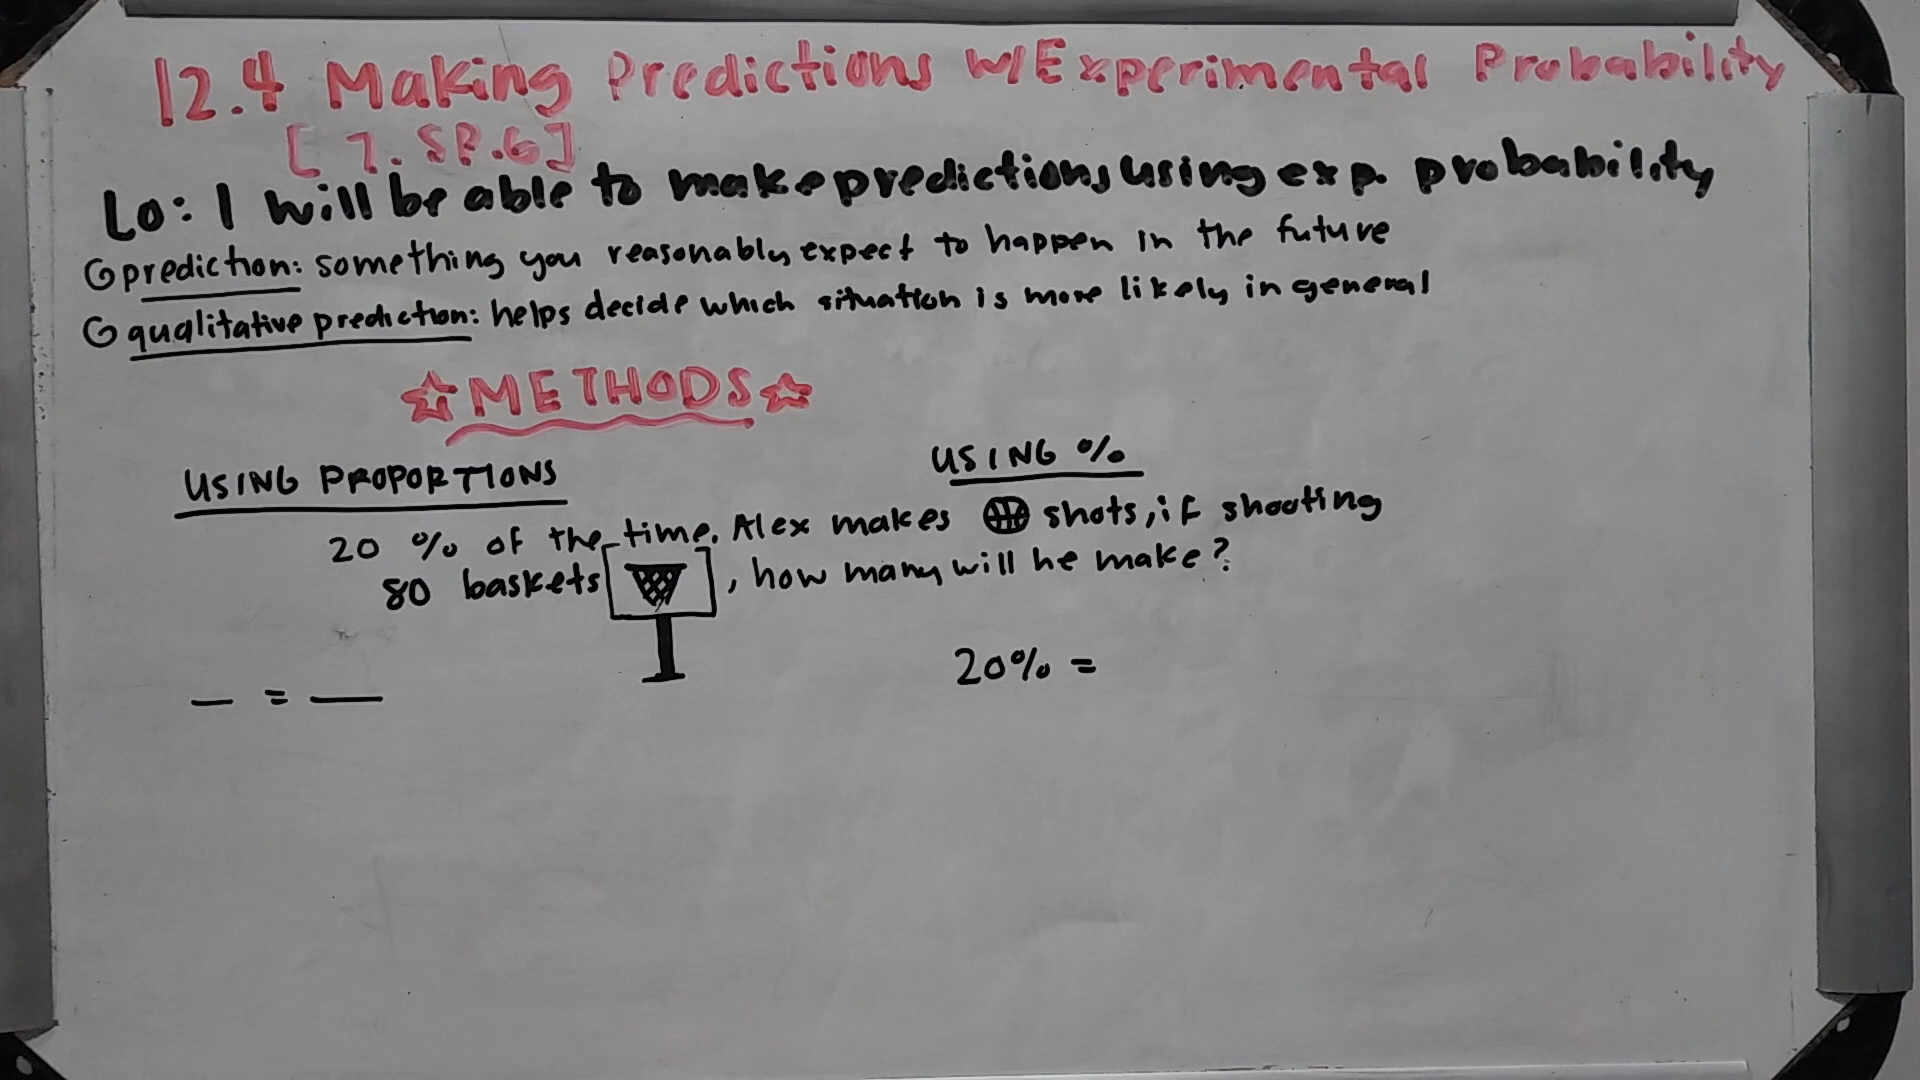 12.4 Making Predictions w/Experimental Probability
[7.SP.6]
LO: I will be able to make predictions using exp. probability
prediction: something you reasonably expect to happen in the future
qualitative prediction: helps decide which situation is more likely in general
METHODS
USING PROPORTIONS
USING %
20 % of the time. Alex makes shots, if shooting
80 baskets, how many will he make?
20% =
_ = _